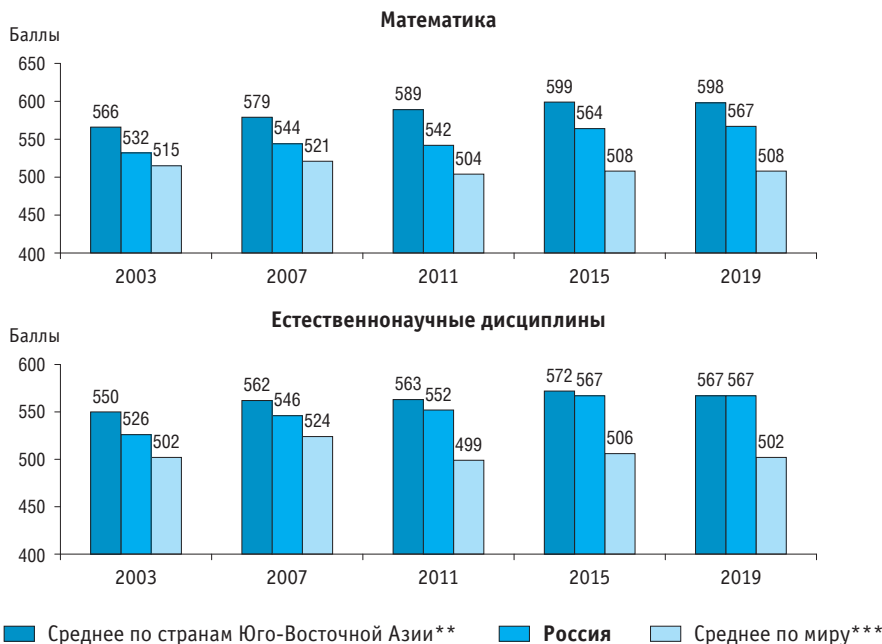 Математика
Баллы
650
600
550
500
450
400
566 532 515
579 544 521
589 542 504
599 564 508
598 567 508
2003 2007 2011 2015 2019
Естественнонаучные дисциплины
Баллы
600
550
500
450
400
550 526 502
562 546 524
563 552 499
572 567 506
567 567 502
2003 2007 2011 2015 2019
Среднее по странам Юго-Восточной Азии** Россия Среднее по миру***